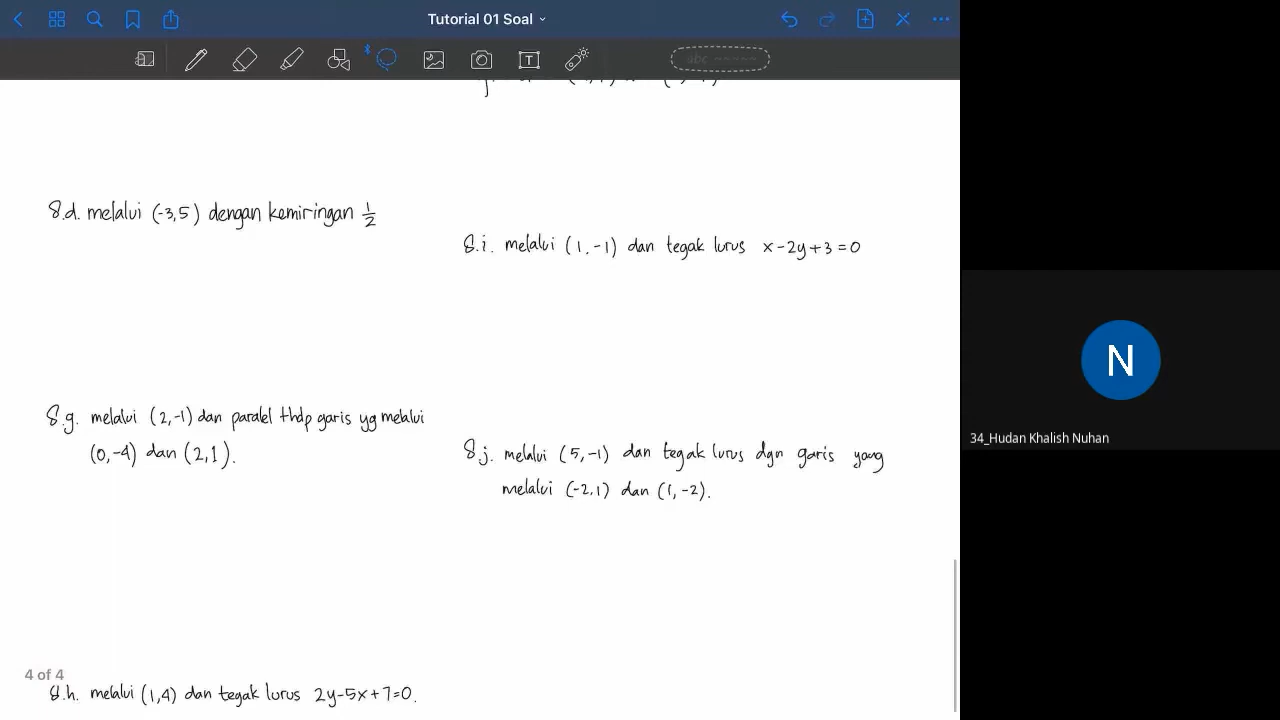 Tutorial 01 Soal
T
8.d. melalui (-3,5) dengan kemiringan 1/2
8.i. melalui (1,-1) dan tegak lurus x-2y+3=0
8.g. melalui (2,-1) dan paralel thdp garis yg melalui
(0,-4) dan (2,1).
8.j. melalui (5,-1) dan tegak lurus dgn garis yang
melalui (-2,1) dan (1,-2).
4 of 4
8.h. melalui (1,4) dan tegak lurus 2y-5x+7=0.
N
34_Hudan Khalish Nuhan